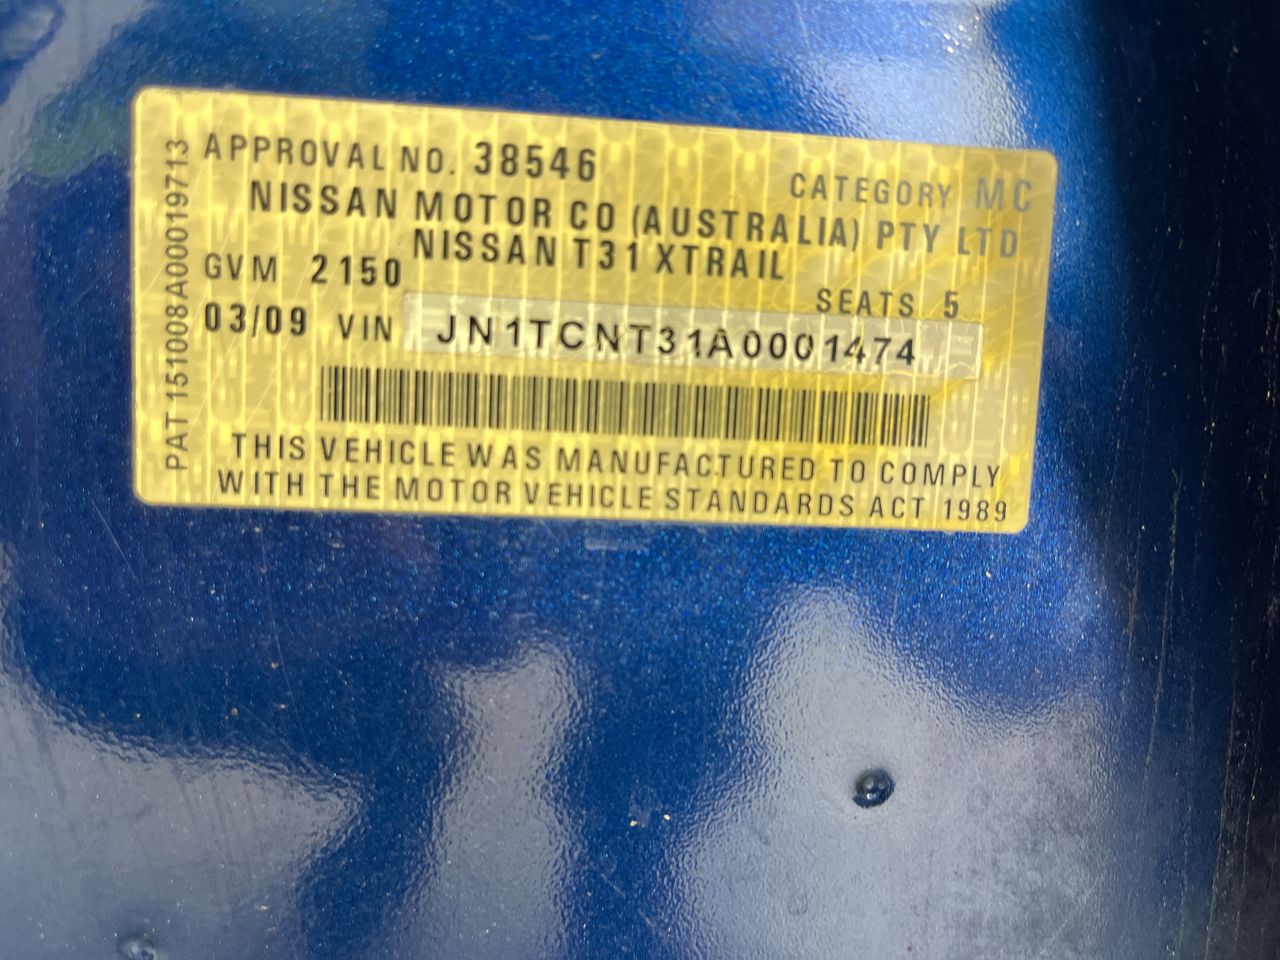 APPROVAL NO. 38546 CATEGORY MC
NISSAN MOTOR CO (AUSTRALIA) PTY LTD
NISSAN T31 XTRAIL
GVM 2150 SEATS 5
03/09 VIN JN1TCNT31A0001474
THIS VEHICLE WAS MANUFACTURED TO COMPLY
WITH THE MOTOR VEHICLE STANDARDS ACT 1989
PAT 151008A00019713